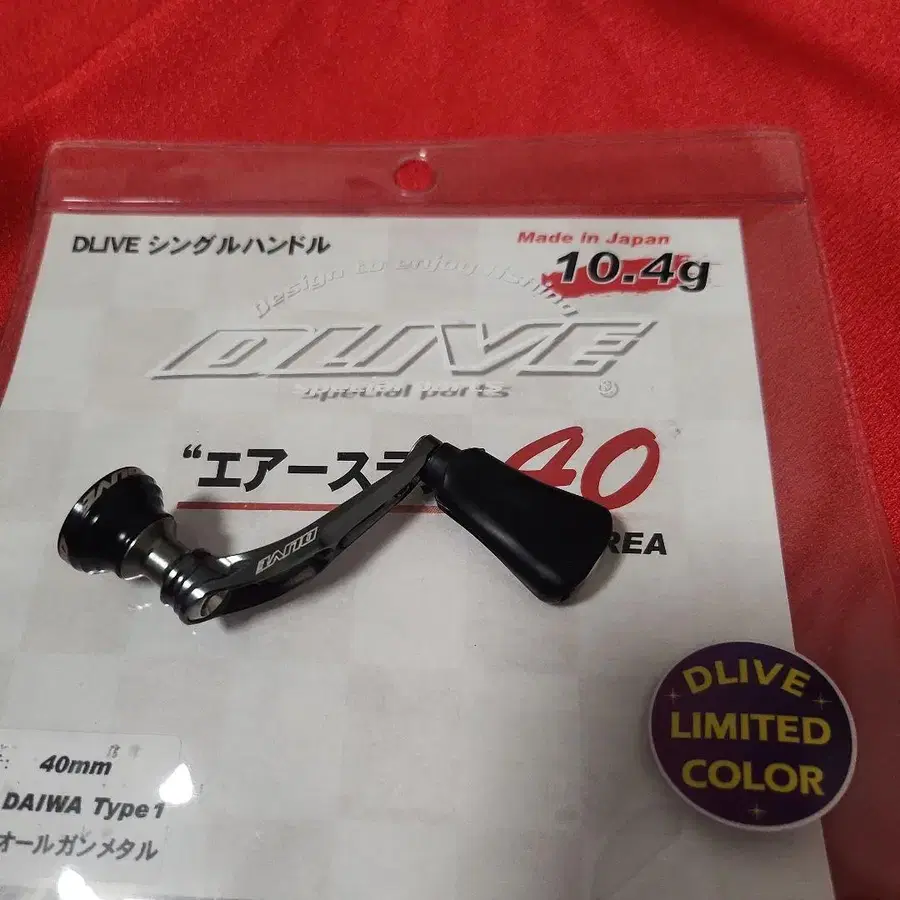 DLIVE シングルハンドル
Made in Japan
10.4g
Design to enjoy fishing
DLIVE
®
special parts
“エアース
40
REA
DLIVE
DLIVE
DLIVE
LIMITED
COLOR
40mm
DAIWA Type1
オールガンメタル